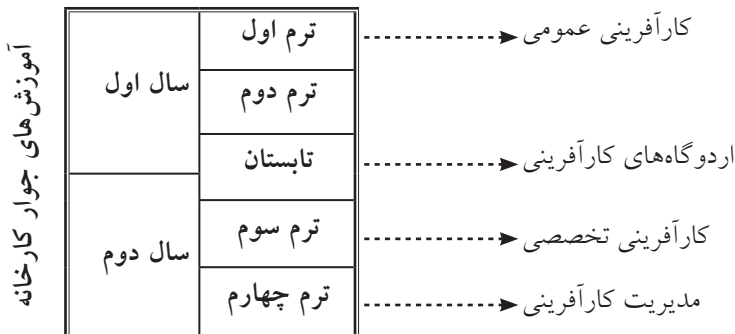 آموزش‌های جوار کارخانه
سال اول
ترم اول
کارآفرینی عمومی
ترم دوم
تابستان
اردوگاه‌های کارآفرینی
سال دوم
ترم سوم
کارآفرینی تخصصی
ترم چهارم
مدیریت کارآفرینی